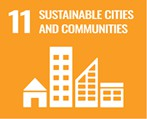 11 SUSTAINABLE CITIES
AND COMMUNITIES